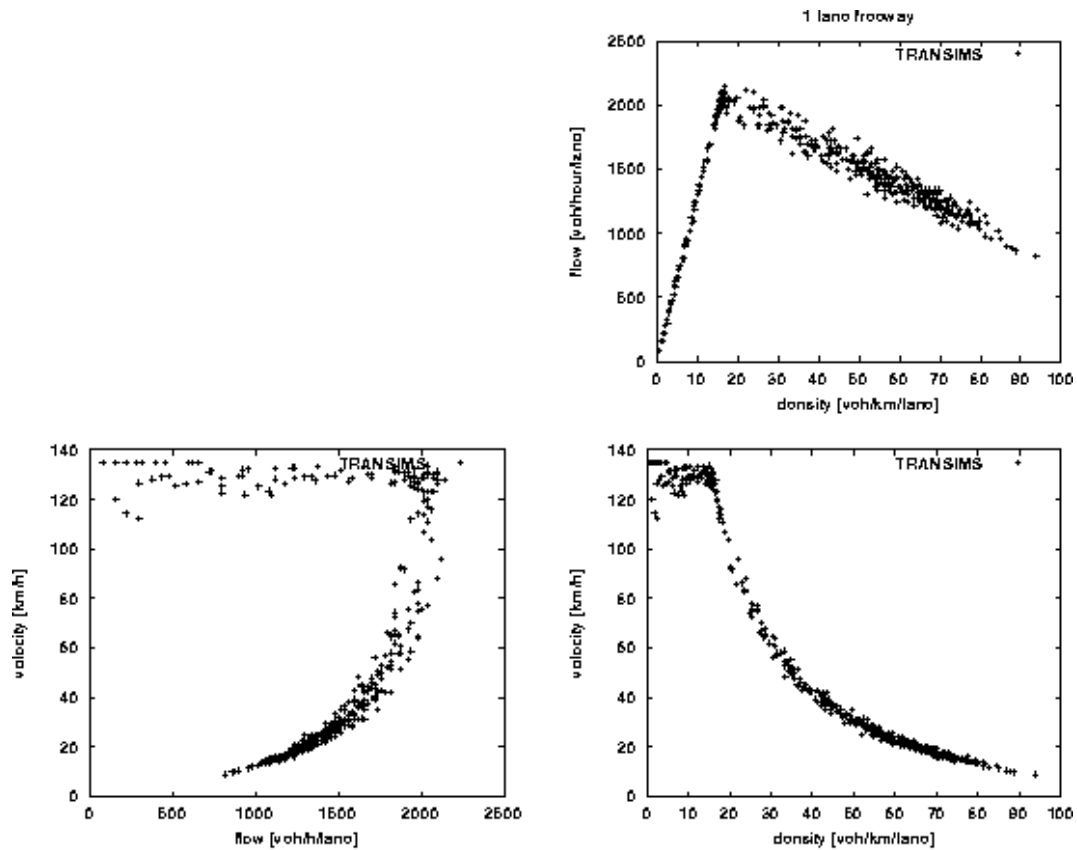 1 lane freeway
TRANSIMS
2500
2000
1500
1000
500
0
flow [veh/hour/lane]
0 10 20 30 40 50 60 70 80 90 100
density [veh/km/lane]
TRANSIMS
140
120
100
80
60
40
20
0
velocity [km/h]
0 500 1000 1500 2000 2500
flow [veh/h/lane]
TRANSIMS
140
120
100
80
60
40
20
0
velocity [km/h]
0 10 20 30 40 50 60 70 80 90 100
density [veh/km/lane]